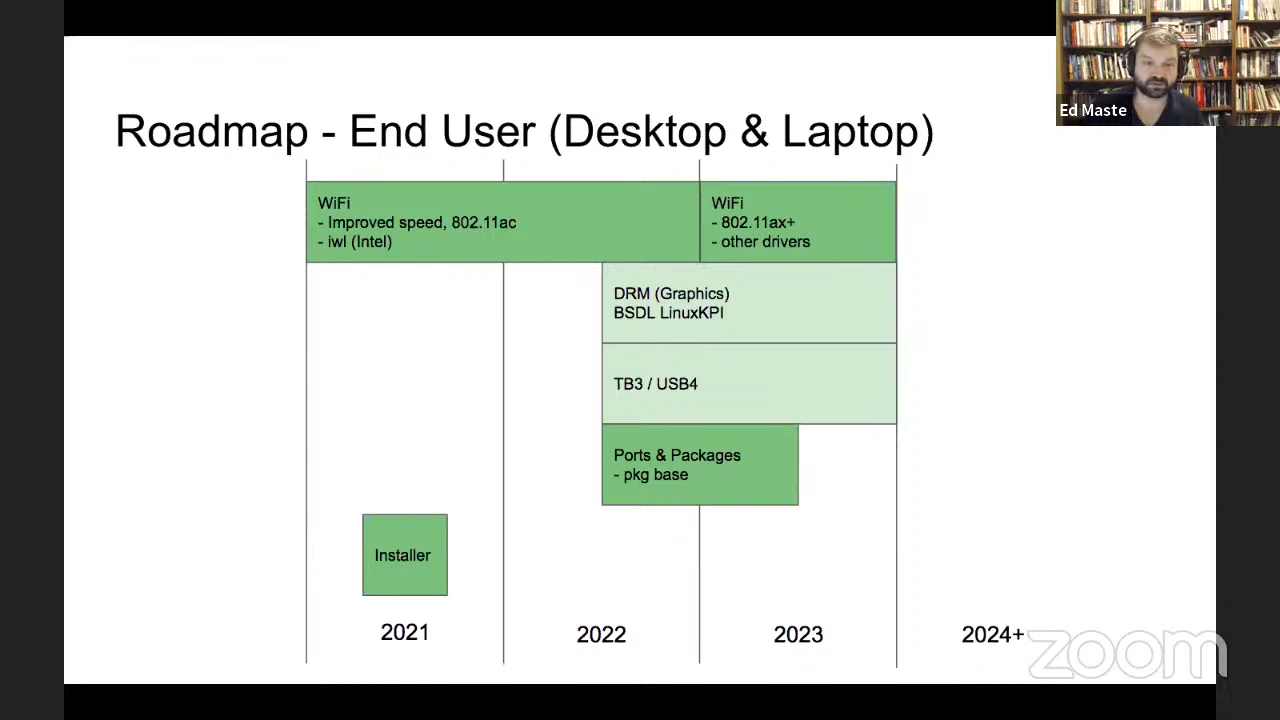 Ed Maste
Roadmap - End User (Desktop & Laptop)
WiFi
- Improved speed, 802.11ac
- iwl (Intel)
WiFi
- 802.11ax+
- other drivers
DRM (Graphics)
BSDL LinuxKPI
TB3 / USB4
Ports & Packages
- pkg base
Installer
2021
2022
2023
2024+
zoom